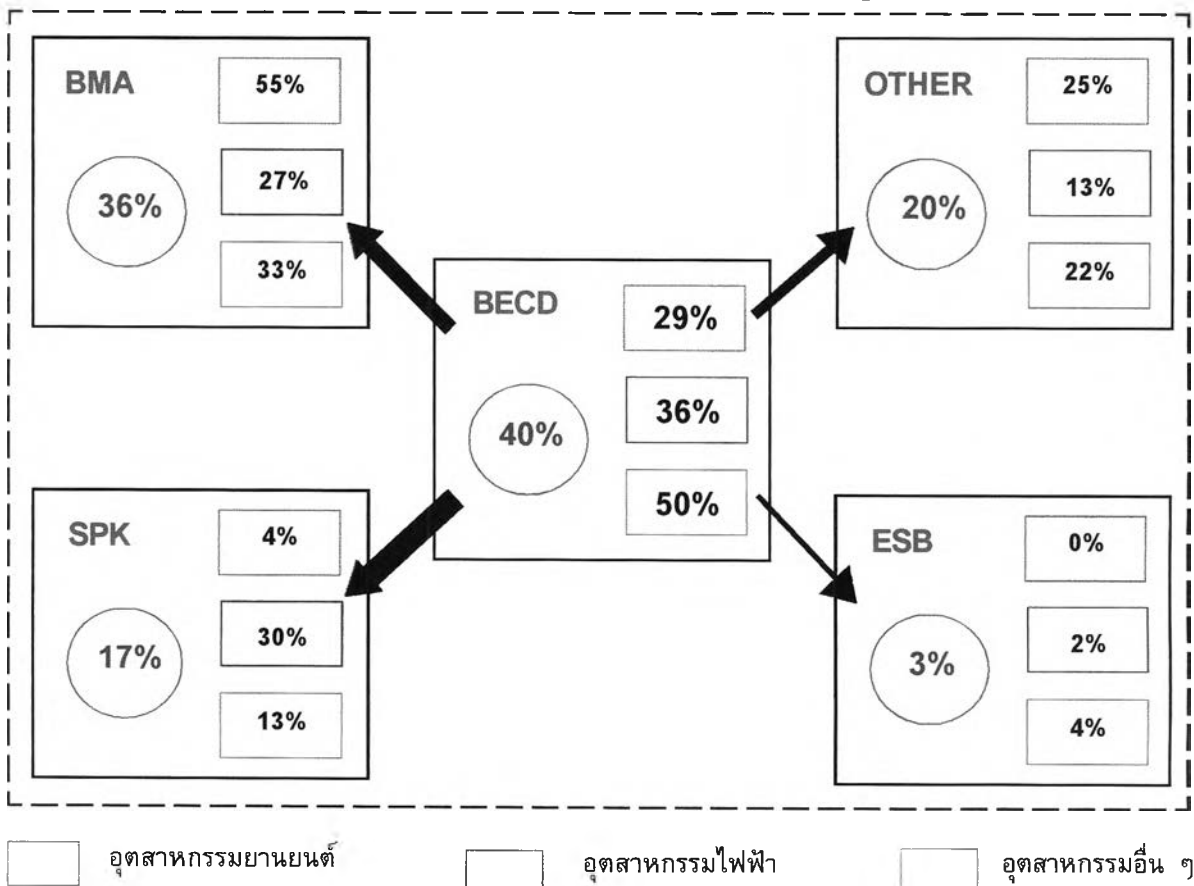 BMA
55%
36%
27%
33%
OTHER
25%
20%
13%
22%
BECD
29%
40%
36%
50%
SPK
4%
17%
30%
13%
ESB
0%
3%
2%
4%
อุตสาหกรรมยานยนต์
อุตสาหกรรมไฟฟ้า
อุตสาหกรรมอื่น ๆ